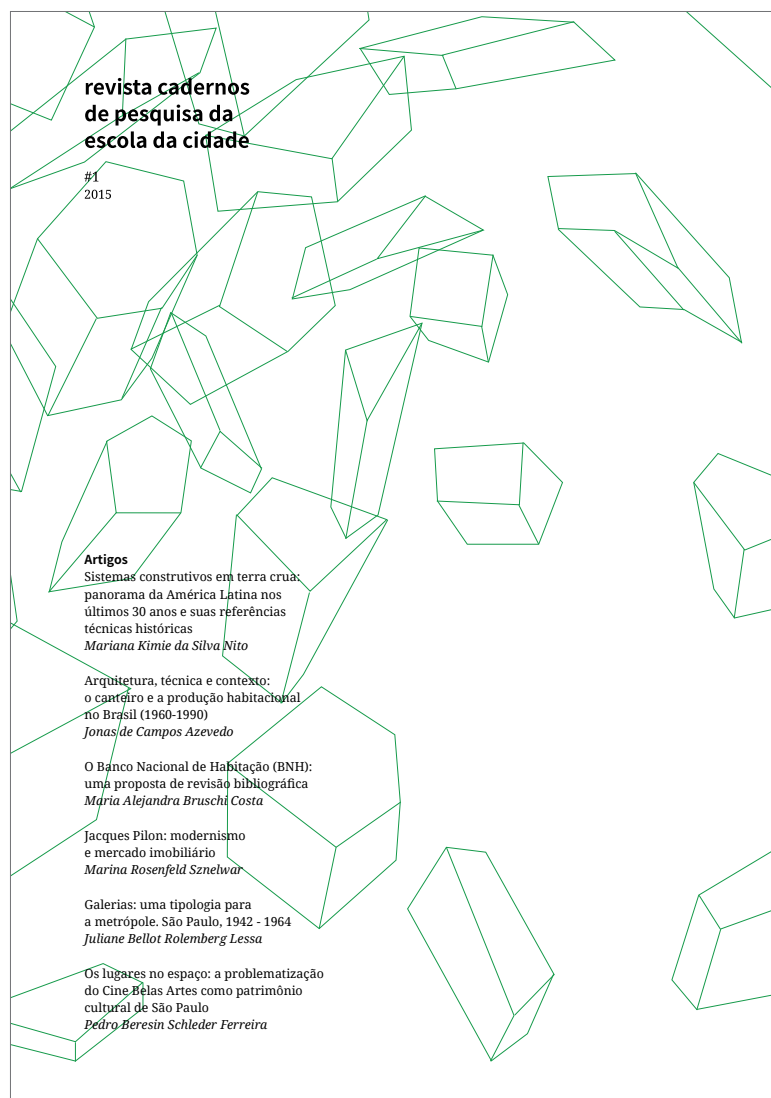 revista cadernos
de pesquisa da
escola da cidade
#1
2015
Artigos
Sistemas construtivos em terra crua:
panorama da América Latina nos
últimos 30 anos e suas referências
técnicas históricas
Mariana Kimie da Silva Nito
Arquitetura, técnica e contexto:
o canteiro e a produção habitacional
no Brasil (1960-1990)
Jonas de Campos Azevedo
O Banco Nacional de Habitação (BNH):
uma proposta de revisão bibliográfica
Maria Alejandra Bruschi Costa
Jacques Pilon: modernismo
e mercado imobiliário
Marina Rosenfeld Sznelwar
Galerias: uma tipologia para
a metrópole. São Paulo, 1942 - 1964
Juliane Bellot Rolemberg Lessa
Os lugares no espaço: a problematização
do Cine Belas Artes como patrimônio
cultural de São Paulo
Pedro Beresin Schleder Ferreira